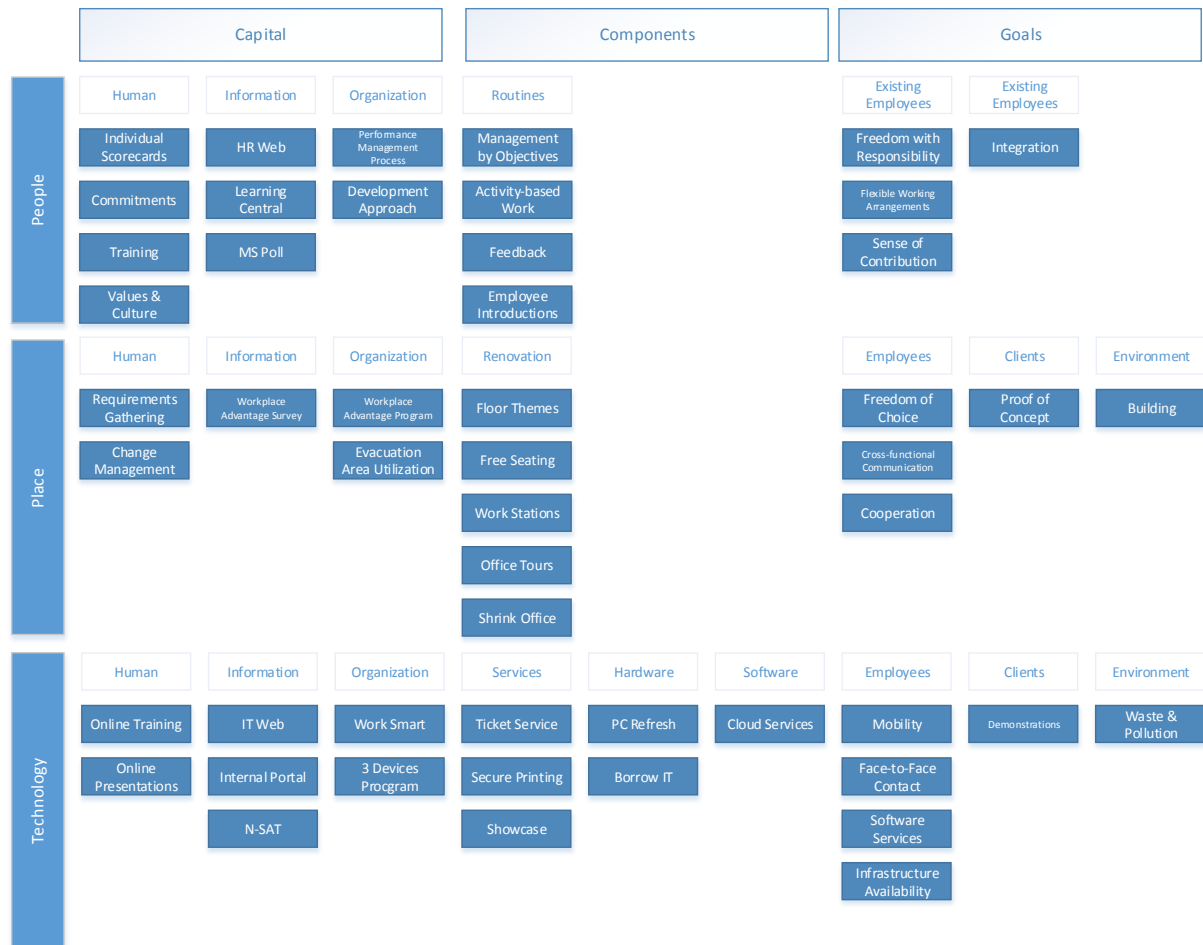 Capital
Components
Goals
People
Human
Information
Organization
Routines
Existing
Employees
Existing
Employees
Individual
Scorecards
HR Web
Performance
Management
Process
Management
by Objectives
Freedom with
Responsibility
Integration
Commitments
Learning
Central
Development
Approach
Activity-based
Work
Flexible Working
Arrangements
Training
MS Poll
Feedback
Sense of
Contribution
Values &
Culture
Employee
Introductions
Place
Human
Information
Organization
Renovation
Employees
Clients
Environment
Requirements
Gathering
Workplace
Advantage Survey
Workplace
Advantage Program
Floor Themes
Freedom of
Choice
Proof of
Concept
Building
Change
Management
Evacuation
Area Utilization
Free Seating
Cross-functional
Communication
Work Stations
Cooperation
Office Tours
Shrink Office
Technology
Human
Information
Organization
Services
Hardware
Software
Employees
Clients
Environment
Online Training
IT Web
Work Smart
Ticket Service
PC Refresh
Cloud Services
Mobility
Demonstrations
Waste &
Pollution
Online
Presentations
Internal Portal
3 Devices
Procgram
Secure Printing
Borrow IT
Face-to-Face
Contact
N-SAT
Showcase
Software
Services
Infrastructure
Availability